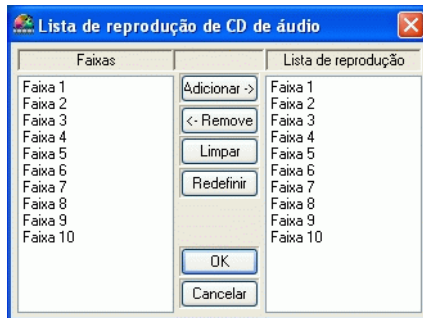 Lista de reprodução de CD de áudio
Faixas
Lista de reprodução
Faixa 1
Faixa 2
Faixa 3
Faixa 4
Faixa 5
Faixa 6
Faixa 7
Faixa 8
Faixa 9
Faixa 10
Adicionar ->
<- Remove
Limpar
Redefinir
OK
Cancelar
Faixa 1
Faixa 2
Faixa 3
Faixa 4
Faixa 5
Faixa 6
Faixa 7
Faixa 8
Faixa 9
Faixa 10